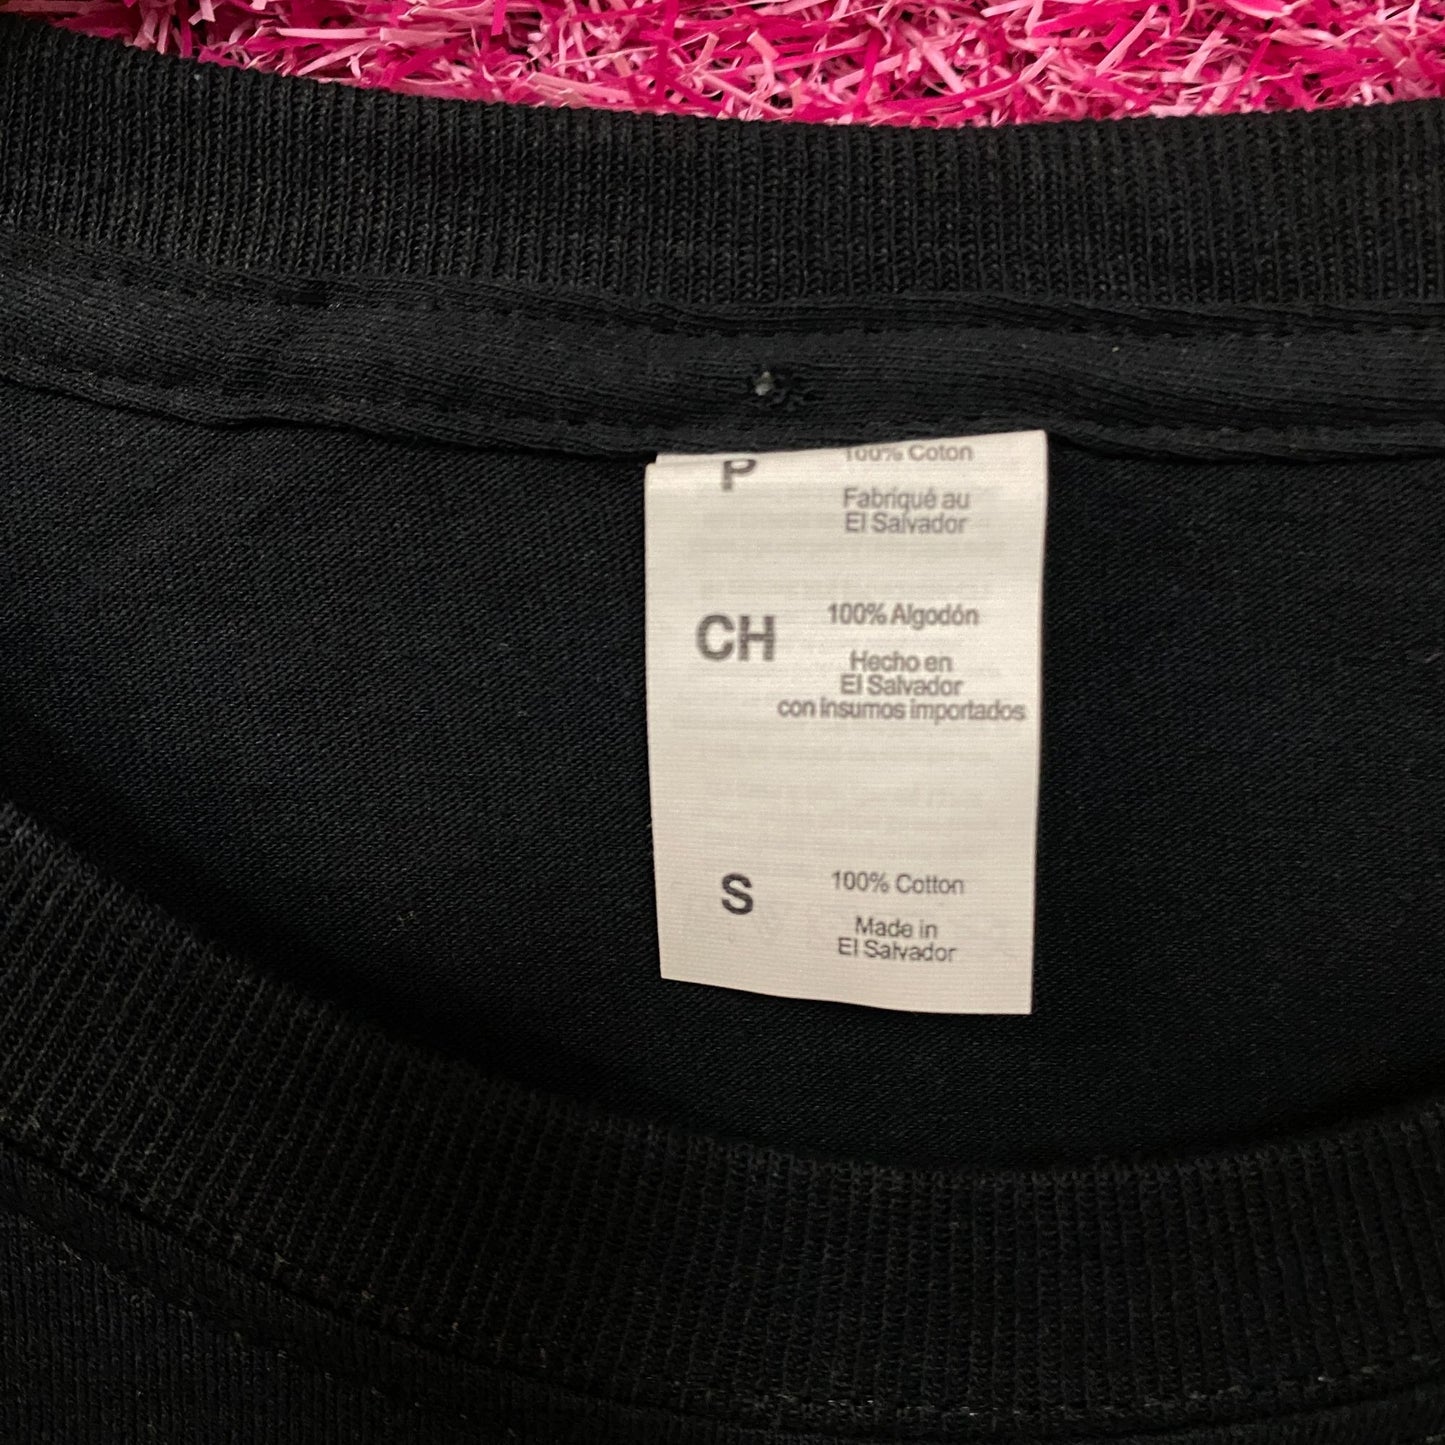 P
100% Coton
Fabriqué au
El Salvador
CH
100% Algodón
Hecho en
El Salvador
con insumos importados
S
100% Cotton
Made in
El Salvador